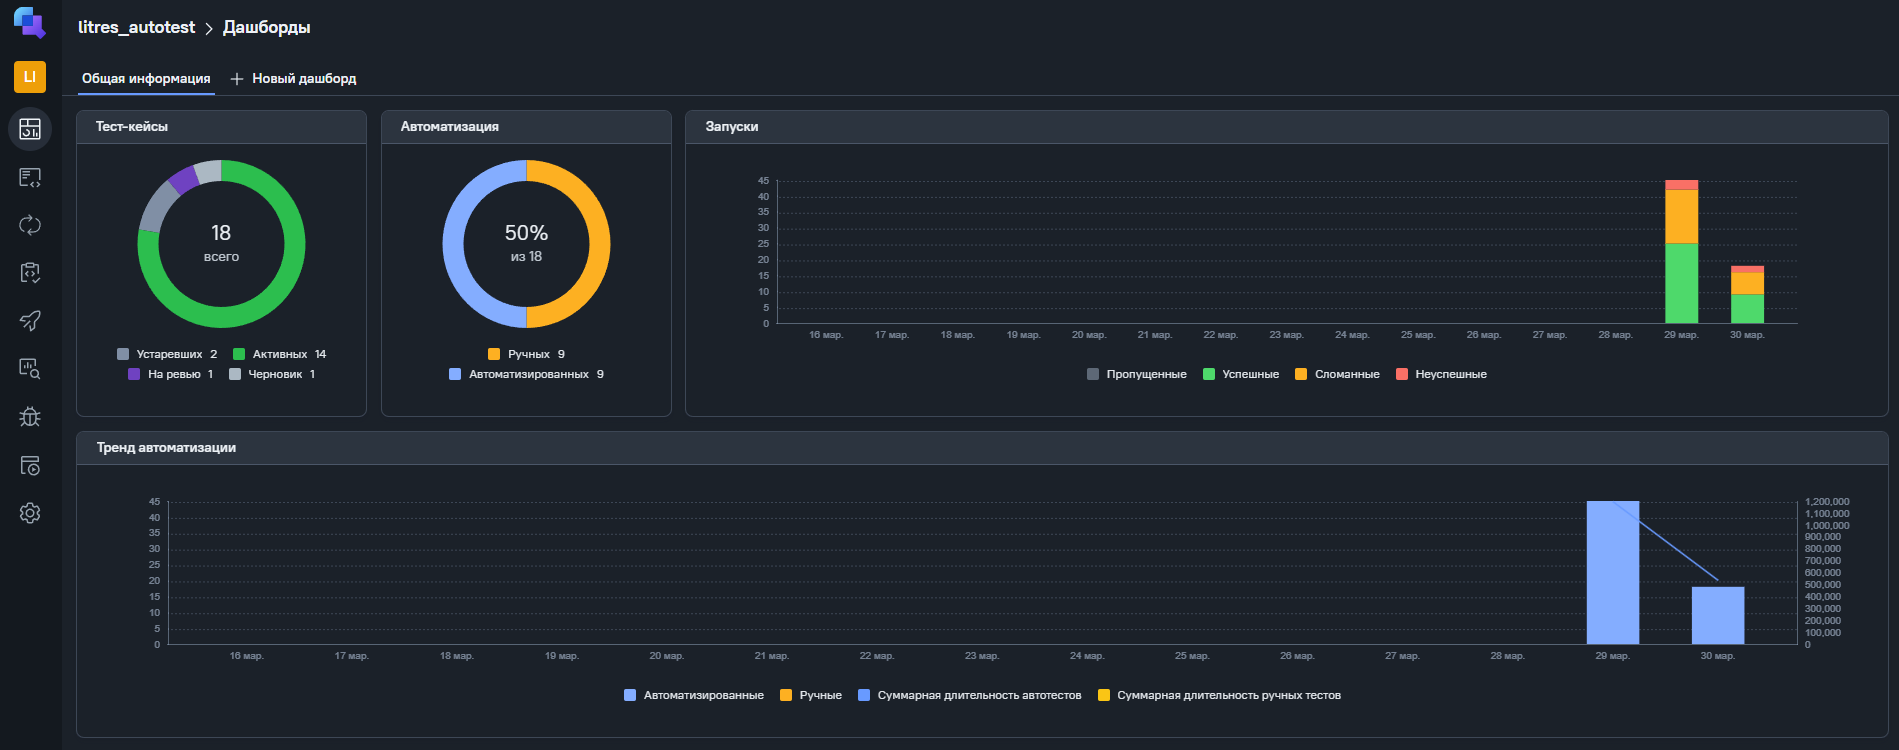 litres_autotest > Дашборды
LI
Общая информация
+ Новый дашборд
Тест-кейсы
18
всего
Устаревших 2
Активных 14
На ревью 1
Черновик 1
Автоматизация
50%
из 18
Ручных 9
Автоматизированных 9
Запуски
45
40
35
30
25
20
15
10
5
0
16 мар. 17 мар. 18 мар. 19 мар. 20 мар. 21 мар. 22 мар. 23 мар. 24 мар. 25 мар. 26 мар. 27 мар. 28 мар. 29 мар. 30 мар.
Пропущенные Успешные Сломанные Неуспешные
Тренд автоматизации
45
40
35
30
25
20
15
10
5
0
1,200,000
1,100,000
1,000,000
900,000
800,000
700,000
600,000
500,000
400,000
300,000
200,000
100,000
0
16 мар. 17 мар. 18 мар. 19 мар. 20 мар. 21 мар. 22 мар. 23 мар. 24 мар. 25 мар. 26 мар. 27 мар. 28 мар. 29 мар. 30 мар.
Автоматизированные Ручные Суммарная длительность автотестов Суммарная длительность ручных тестов